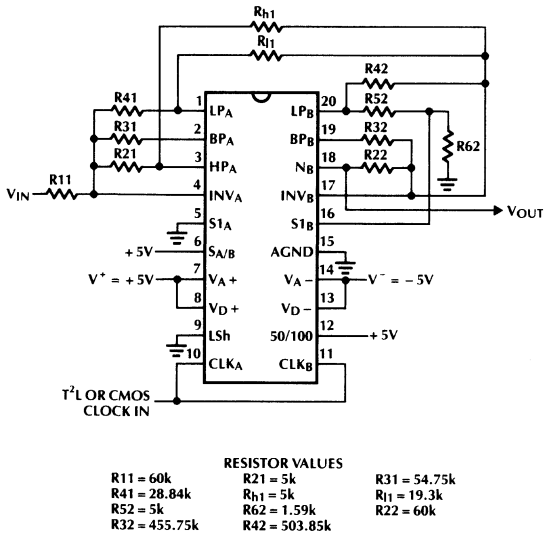 Rh1
Rl1
R41
R31
R21
VIN R11
R42
R52
R32
R22
R62
1 LPA LPB 20
2 BPA BPB 19
3 HPA NB 18
4 INVA INVB 17
5 S1A S1B 16
6 SA/B AGND 15
7 VA+ VA− 14
8 VD+ VD− 13
9 LSh 50/100 12
10 CLKA CLKB 11
VOUT
+5V
V+ = +5V
V− = −5V
+5V
T²L OR CMOS
CLOCK IN
RESISTOR VALUES
R11 = 60k R21 = 5k R31 = 54.75k
R41 = 28.84k Rh1 = 5k Rl1 = 19.3k
R52 = 5k R62 = 1.59k R22 = 60k
R32 = 455.75k R42 = 503.85k